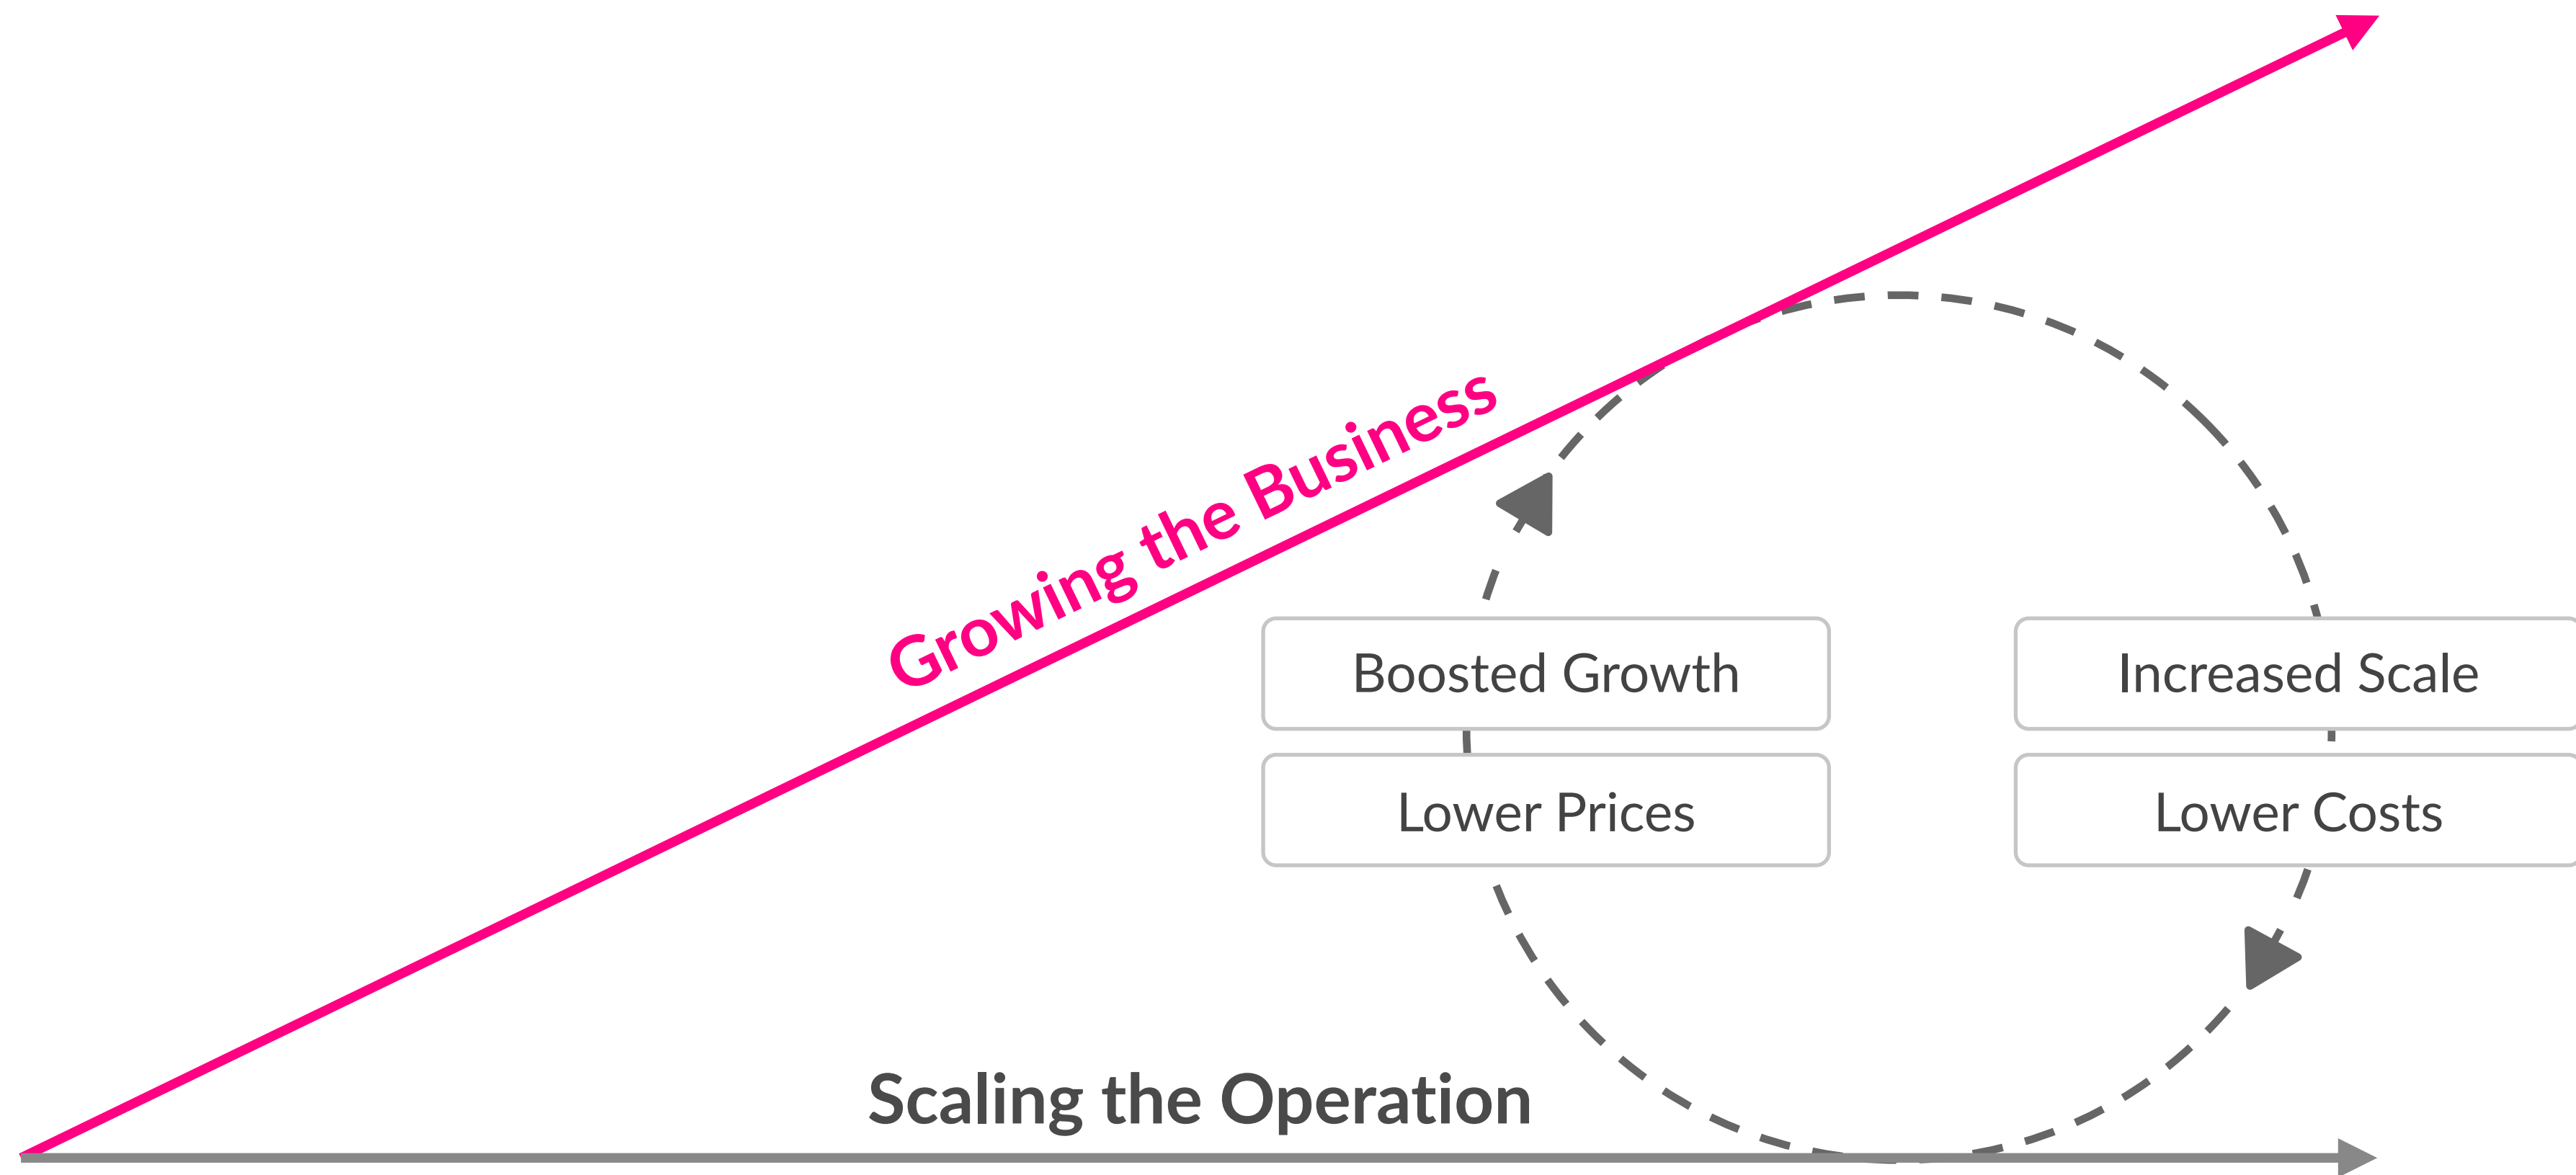 Growing the Business
Boosted Growth
Increased Scale
Lower Prices
Lower Costs
Scaling the Operation